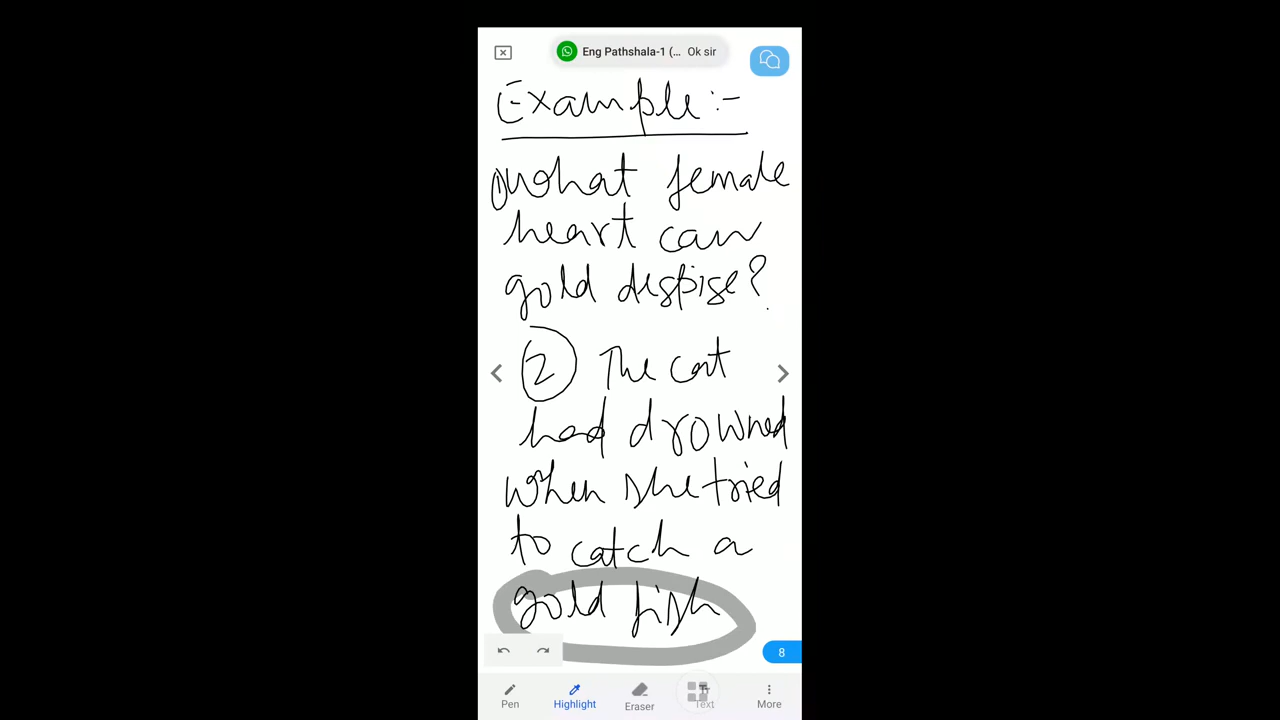 Eng Pathshala-1 (... Ok sir
Example :-
1) What female
heart can
gold despise?
2 The cat
had drowned
when she tried
to catch a
gold fish
8
Pen Highlight Eraser Text More